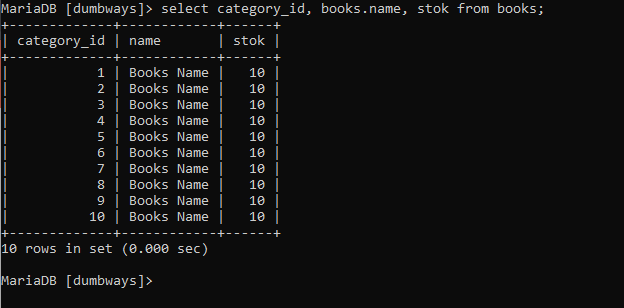 MariaDB [dumbways]> select category_id, books.name, stok from books;
+-------------+------------+------+
| category_id | name       | stok |
+-------------+------------+------+
|           1 | Books Name |   10 |
|           2 | Books Name |   10 |
|           3 | Books Name |   10 |
|           4 | Books Name |   10 |
|           5 | Books Name |   10 |
|           6 | Books Name |   10 |
|           7 | Books Name |   10 |
|           8 | Books Name |   10 |
|           9 | Books Name |   10 |
|          10 | Books Name |   10 |
+-------------+------------+------+
10 rows in set (0.000 sec)
MariaDB [dumbways]>